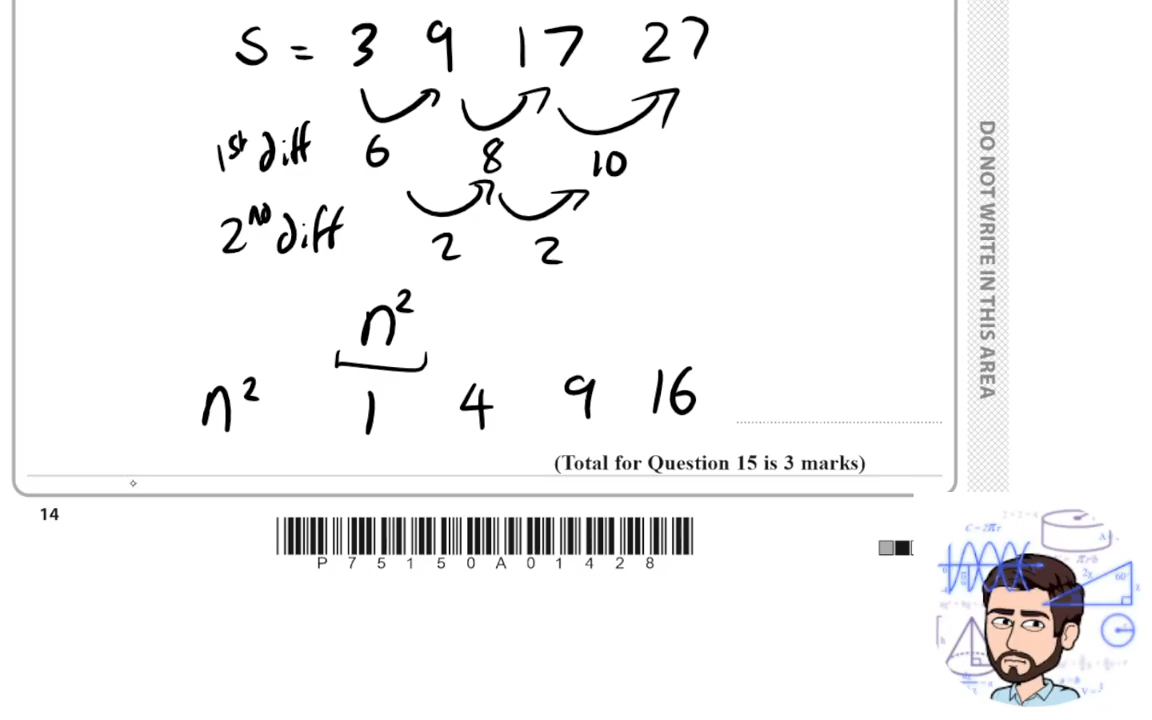 S = 3 9 17 27
1st diff 6 8 10
2nd diff 2 2
n²
n² 1 4 9 16
(Total for Question 15 is 3 marks)
14
P 7 5 1 5 0 A 0 1 4 2 8
DO NOT WRITE IN THIS AREA
C = 2πr
60°